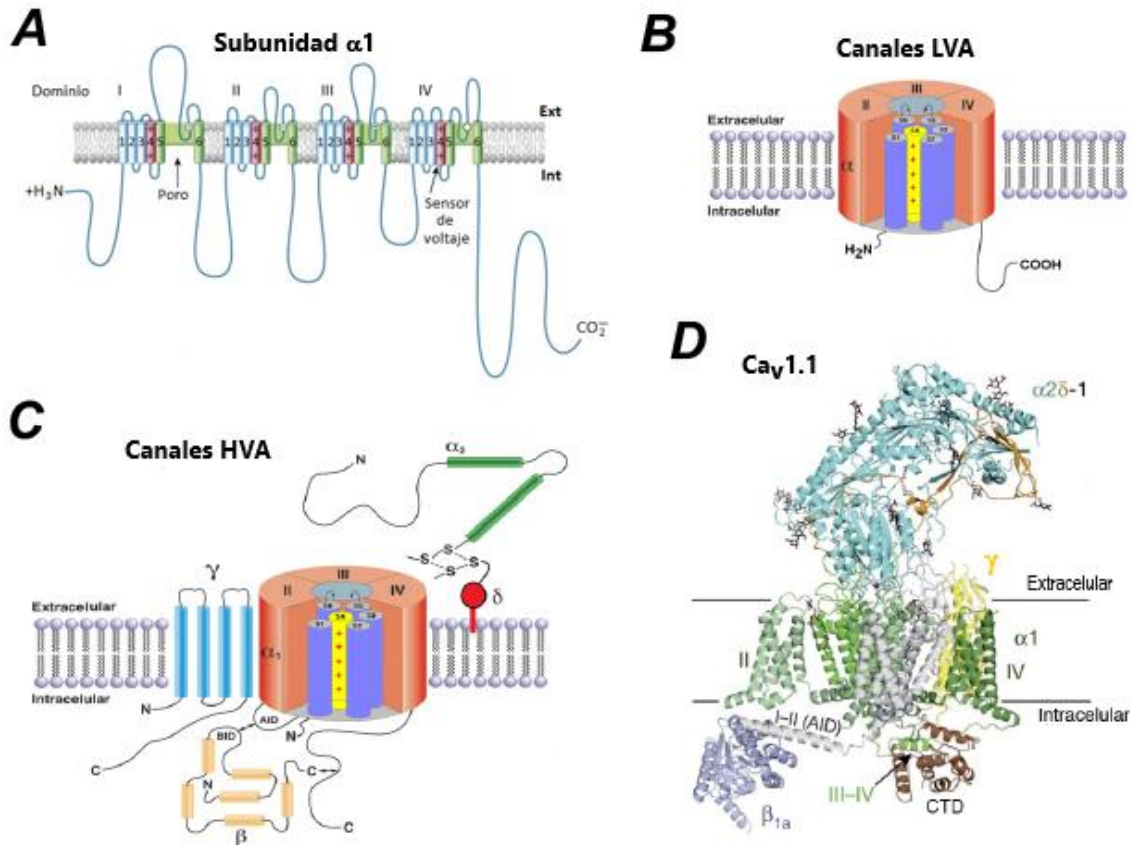 A
Subunidad α1
Dominio I II III IV
Ext
1 2 3 4 5 6 1 2 3 4 5 6 1 2 3 4 5 6 1 2 3 4 5 6
Int
+H₃N
Poro
Sensor
de
voltaje
CO₂⁻
B
Canales LVA
III
II IV
Extracelular
α
+
+
+
+
+
Intracelular
H₂N
COOH
C
Canales HVA
N
α₂
S
S S
S
γ
III
II IV
δ
Extracelular
α₁
+
+
+
+
+
Intracelular
N
AID
BID
N
C
N
C
β
C
D
Caᵥ1.1
α2δ-1
γ
Extracelular
α1
II
IV
Intracelular
I–II (AID)
III–IV
CTD
β1a